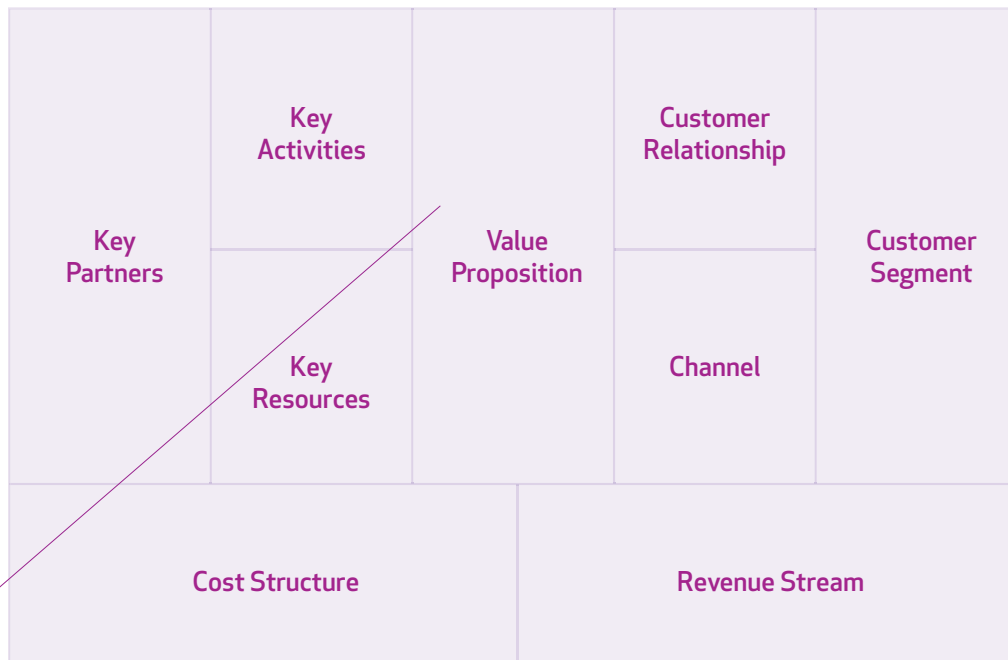 Key
Partners
Key
Activities
Key
Resources
Value
Proposition
Customer
Relationship
Channel
Customer
Segment
Cost Structure
Revenue Stream